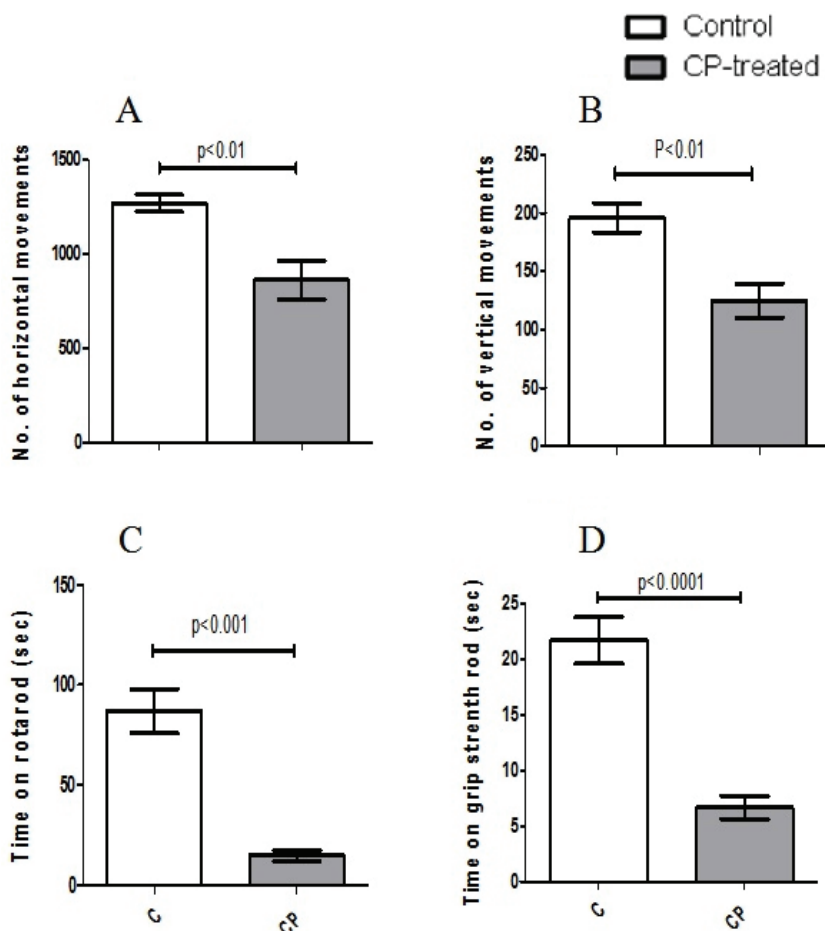 Control
CP-treated
A
p<0.01
No. of horizontal movements
1500
1000
500
0
B
P<0.01
No. of vertical movements
250
200
150
100
50
0
C
p<0.001
Time on rotarod (sec)
150
100
50
0
C
CP
D
p<0.0001
Time on grip strenth rod (sec)
25
20
15
10
5
0
C
CP